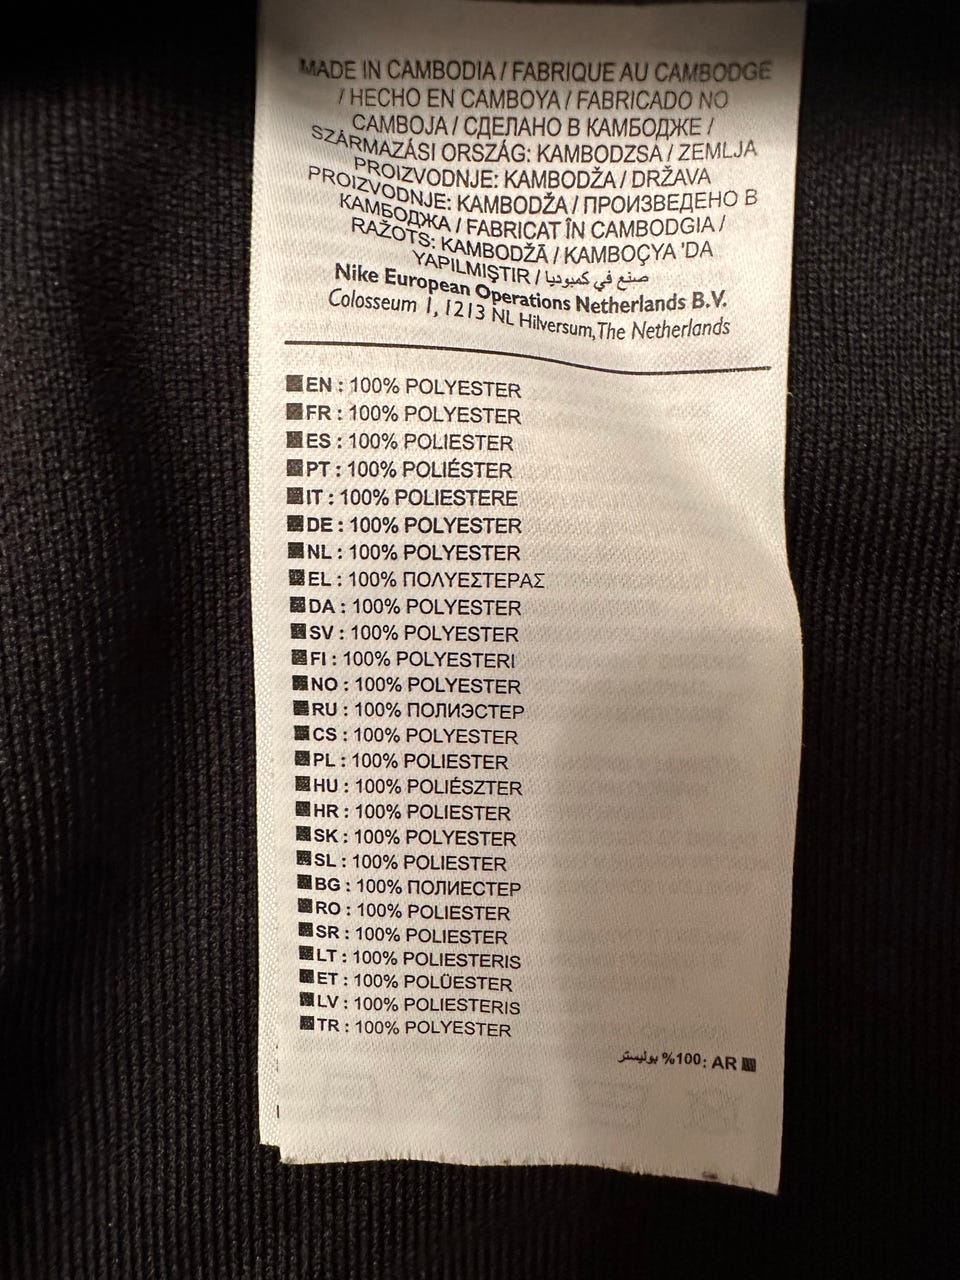 MADE IN CAMBODIA / FABRIQUE AU CAMBODGE
/ HECHO EN CAMBOYA / FABRICADO NO
CAMBOJA / СДЕЛАНО В КАМБОДЖЕ /
SZÁRMAZÁSI ORSZÁG: KAMBODZSA / ZEMLJA
PROIZVODNJE: KAMBODŽA / DRŽAVA
PROIZVODNJE: KAMBODŽA / ПРОИЗВЕДЕНО В
КАМБОДЖА / FABRICAT ÎN CAMBODGIA /
RAŽOTS: KAMBODŽĀ / KAMBOÇYA 'DA
YAPILMIŞTIR / صنع في كمبوديا
Nike European Operations Netherlands B.V.
Colosseum 1, 1213 NL Hilversum, The Netherlands
EN : 100% POLYESTER
FR : 100% POLYESTER
ES : 100% POLIESTER
PT : 100% POLIÉSTER
IT : 100% POLIESTERE
DE : 100% POLYESTER
NL : 100% POLYESTER
EL : 100% ΠΟΛΥΕΣΤΕΡΑΣ
DA : 100% POLYESTER
SV : 100% POLYESTER
FI : 100% POLYESTERI
NO : 100% POLYESTER
RU : 100% ПОЛИЭСТЕР
CS : 100% POLYESTER
PL : 100% POLIESTER
HU : 100% POLIÉSZTER
HR : 100% POLIESTER
SK : 100% POLYESTER
SL : 100% POLIESTER
BG : 100% ПОЛИЕСТЕР
RO : 100% POLIESTER
SR : 100% POLIESTER
LT : 100% POLIESTERIS
ET : 100% POLÜESTER
LV : 100% POLIESTERIS
TR : 100% POLYESTER
AR :100% بوليستر